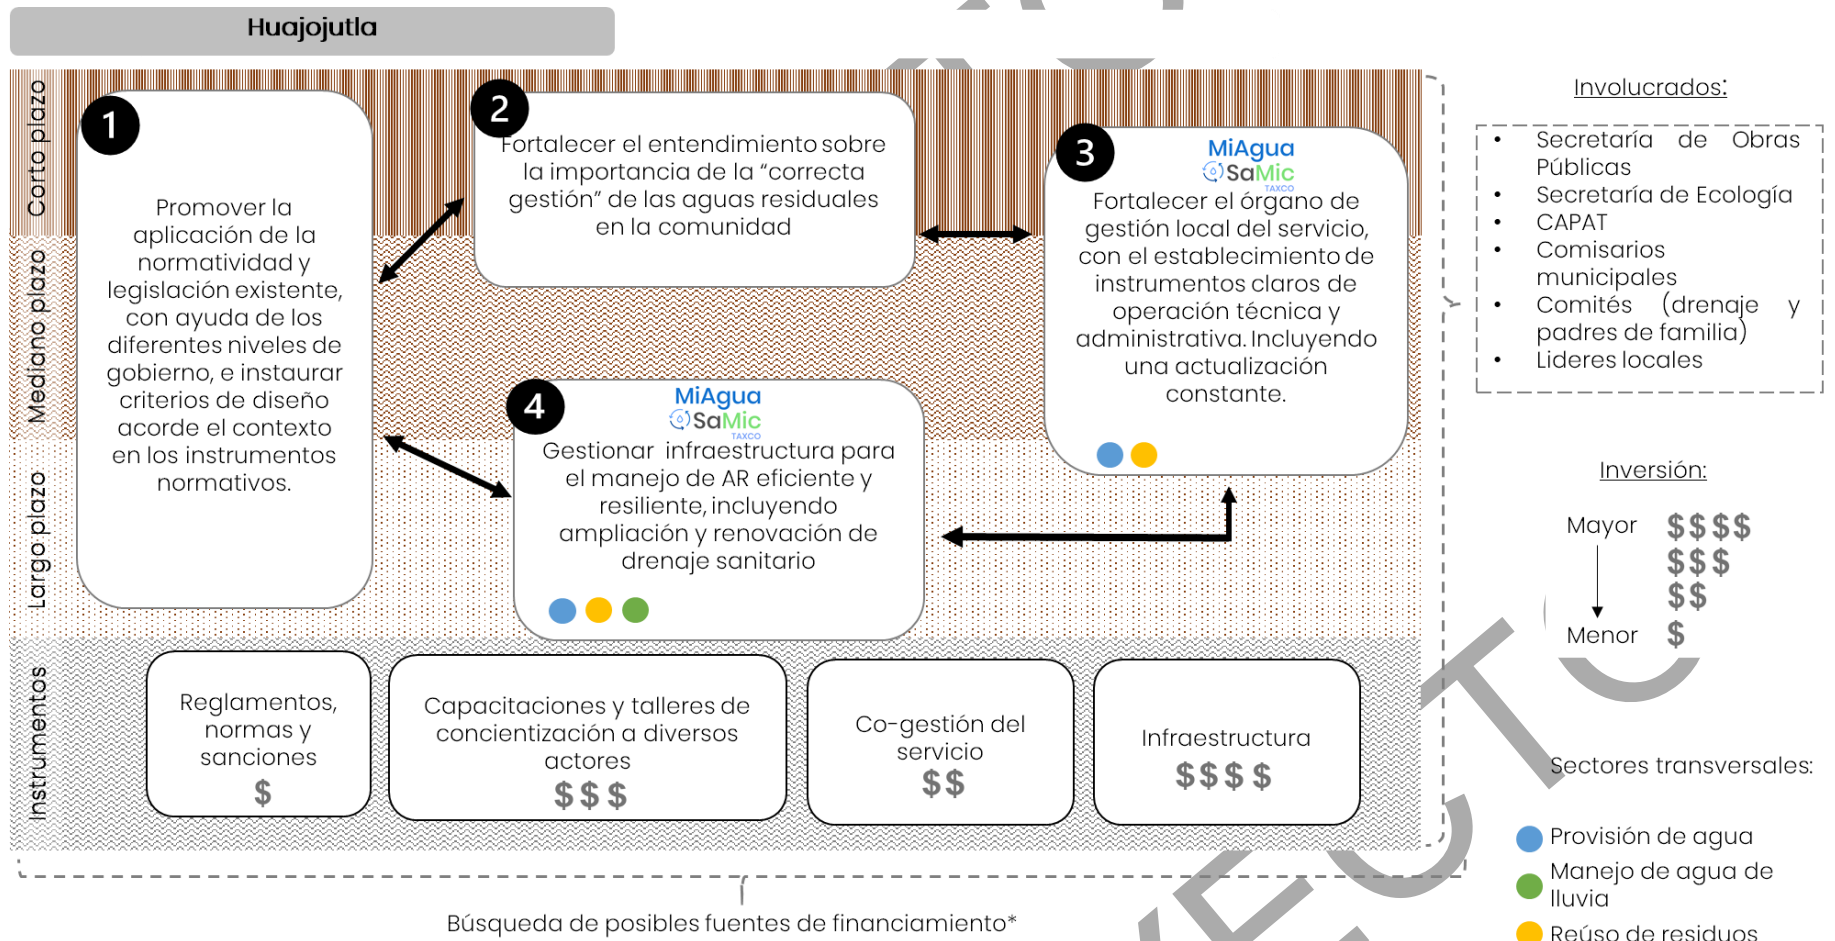 Huajojutla
Corto plazo
Mediano plazo
Largo plazo
Instrumentos
1
Promover la
aplicación de la
normatividad y
legislación existente,
con ayuda de los
diferentes niveles de
gobierno, e instaurar
criterios de diseño
acorde el contexto
en los instrumentos
normativos.
2
Fortalecer el entendimiento sobre
la importancia de la “correcta
gestión” de las aguas residuales
en la comunidad
3
MiAgua
SaMic
TAXCO
Fortalecer el órgano de
gestión local del servicio,
con el establecimiento de
instrumentos claros de
operación técnica y
administrativa. Incluyendo
una actualización
constante.
4
MiAgua
SaMic
TAXCO
Gestionar infraestructura para
el manejo de AR eficiente y
resiliente, incluyendo
ampliación y renovación de
drenaje sanitario
Reglamentos,
normas y
sanciones
$
Capacitaciones y talleres de
concientización a diversos
actores
$$$
Co-gestión del
servicio
$$
Infraestructura
$$$$
Búsqueda de posibles fuentes de financiamiento*
Involucrados:
• Secretaría de Obras
Públicas
• Secretaría de Ecología
• CAPAT
• Comisarios
municipales
• Comités (drenaje y
padres de familia)
• Lideres locales
Inversión:
Mayor $$$$
$$$
$$
Menor $
Sectores transversales:
Provisión de agua
Manejo de agua de
lluvia
Reúso de residuos